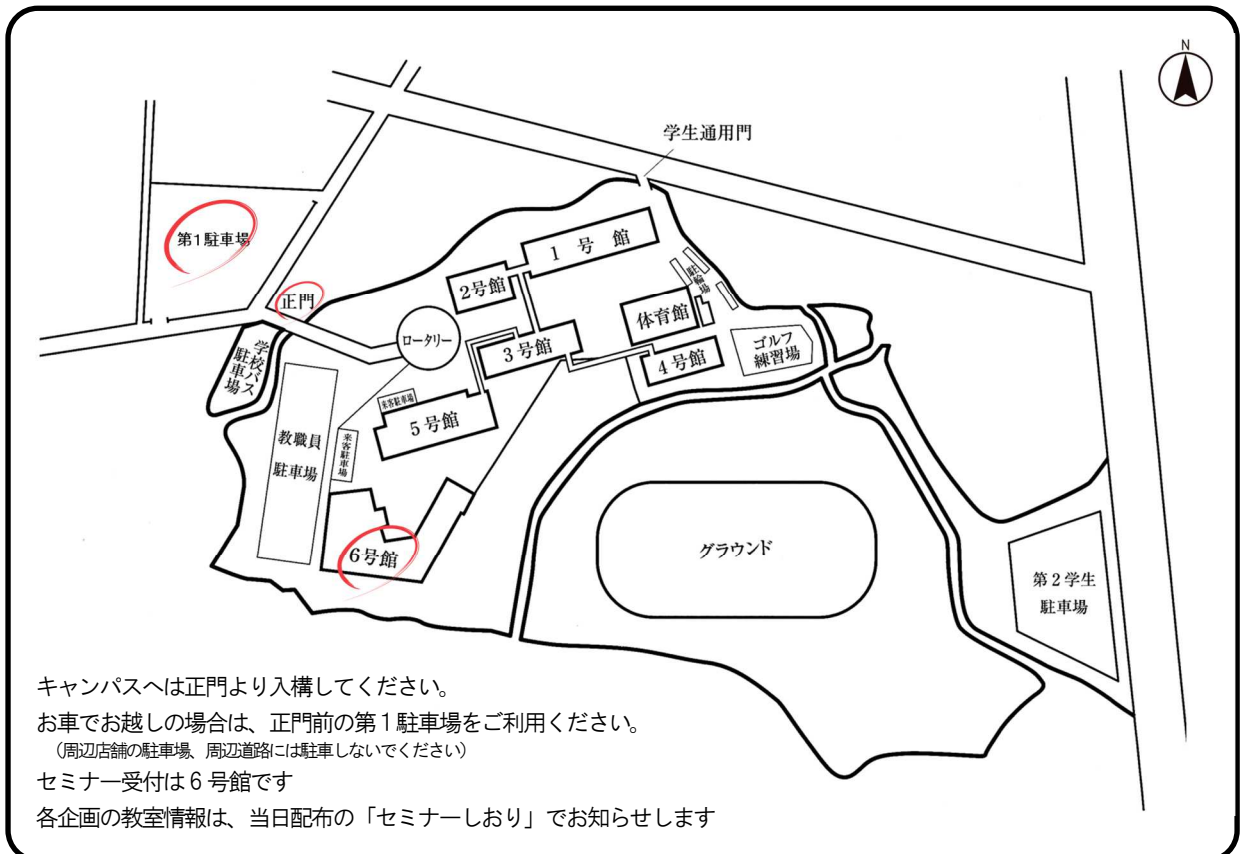 N
学生通用門
第1駐車場
1号館
正門
2号館
駐輪場
体育館
ロータリー
3号館
ゴルフ
練習場
4号館
学校バス
駐車場
来客駐車場
5号館
教職員
駐車場
来客駐車場
6号館
グラウンド
第2学生
駐車場
キャンパスへは正門より入構してください。
お車でお越しの場合は、正門前の第1駐車場をご利用ください。
（周辺店舗の駐車場、周辺道路には駐車しないでください）
セミナー受付は6号館です
各企画の教室情報は、当日配布の「セミナーしおり」でお知らせします